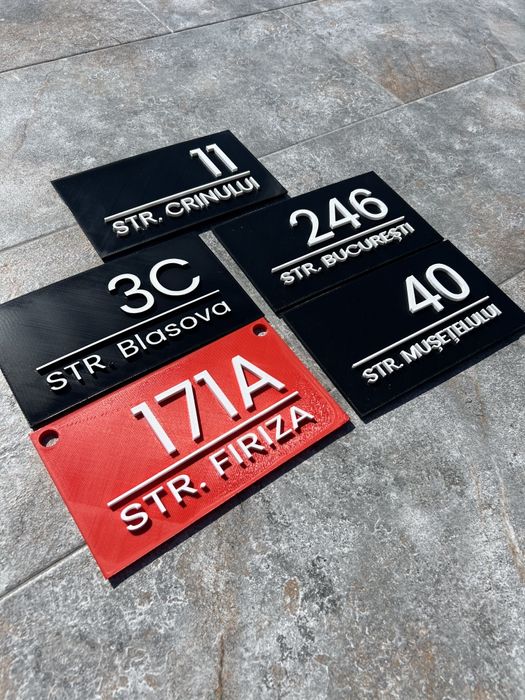 11
STR. CRINULUI
246
STR. BUCUREȘTI
3C
STR. Blasova
40
STR. MUȘEȚELULUI
171A
STR. FIRIZA